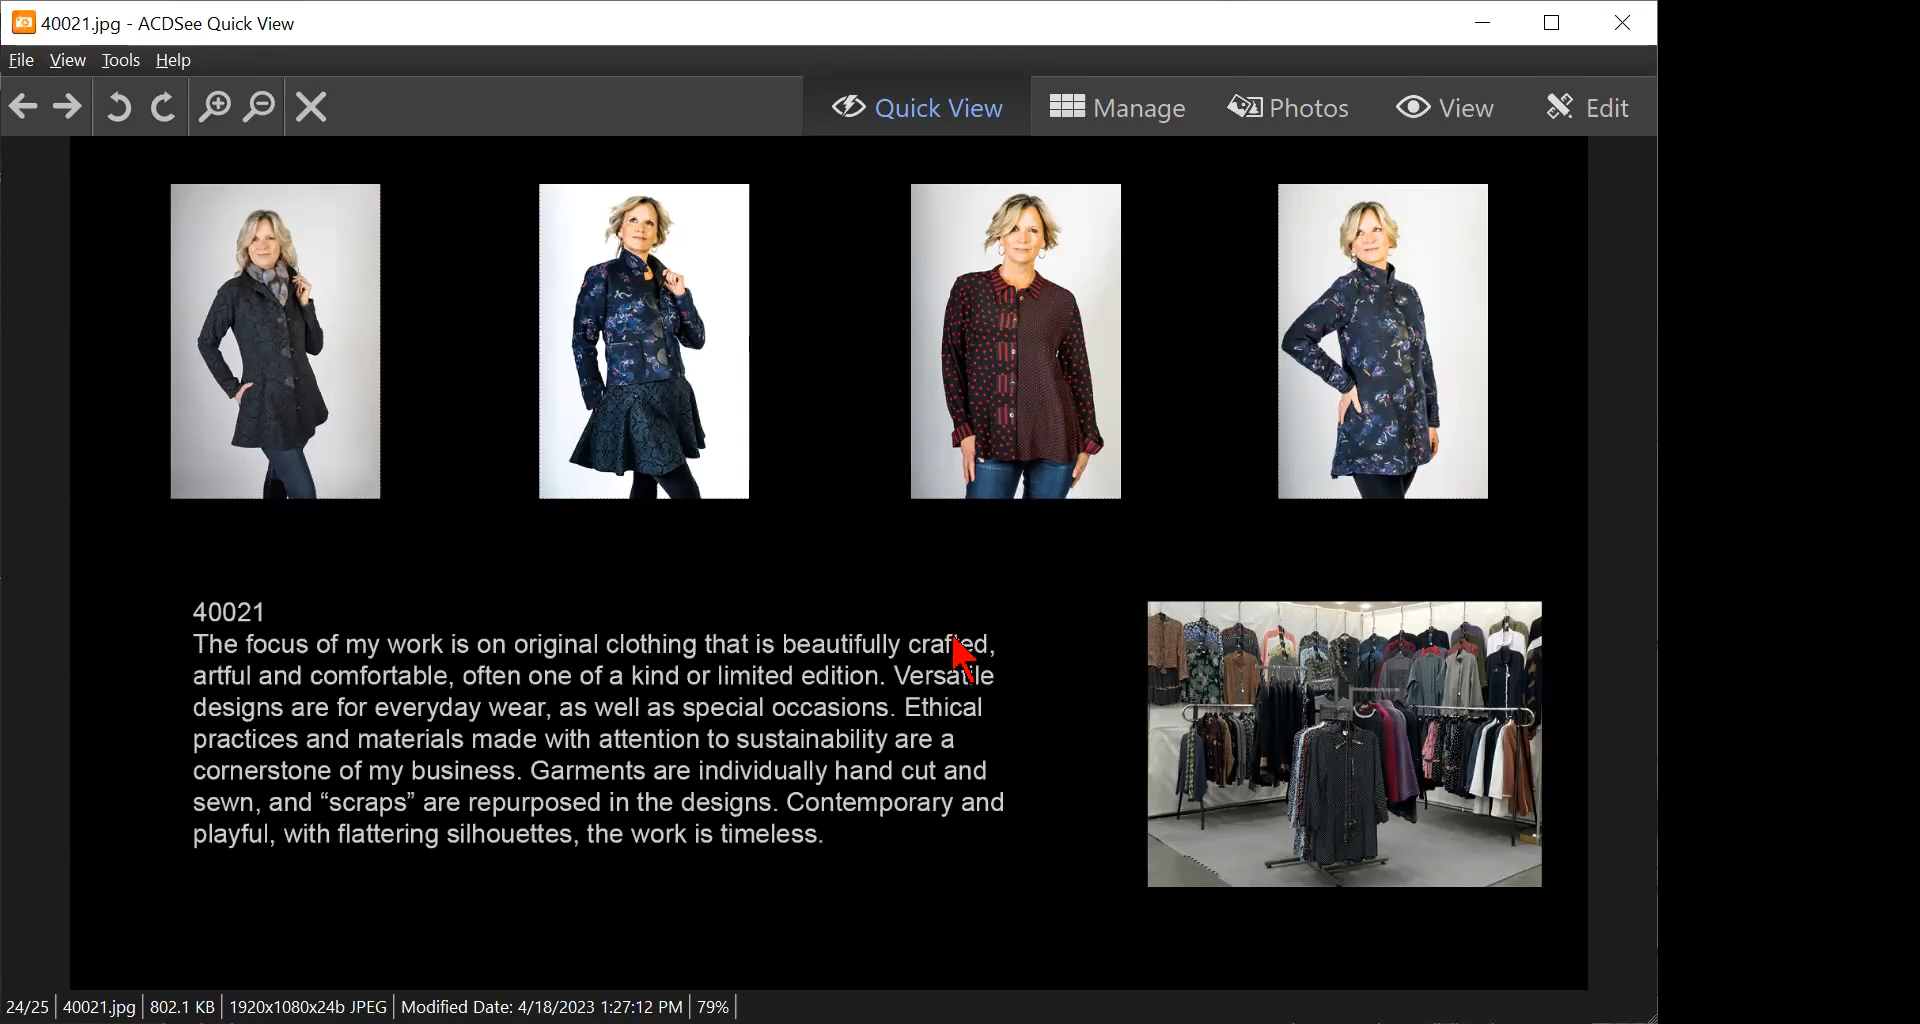 40021.jpg - ACDSee Quick View
File View Tools Help
Quick View Manage Photos View Edit
40021
The focus of my work is on original clothing that is beautifully crafted,
artful and comfortable, often one of a kind or limited edition. Versatile
designs are for everyday wear, as well as special occasions. Ethical
practices and materials made with attention to sustainability are a
cornerstone of my business. Garments are individually hand cut and
sewn, and “scraps” are repurposed in the designs. Contemporary and
playful, with flattering silhouettes, the work is timeless.
24/25 40021.jpg 802.1 KB 1920x1080x24b JPEG Modified Date: 4/18/2023 1:27:12 PM 79%